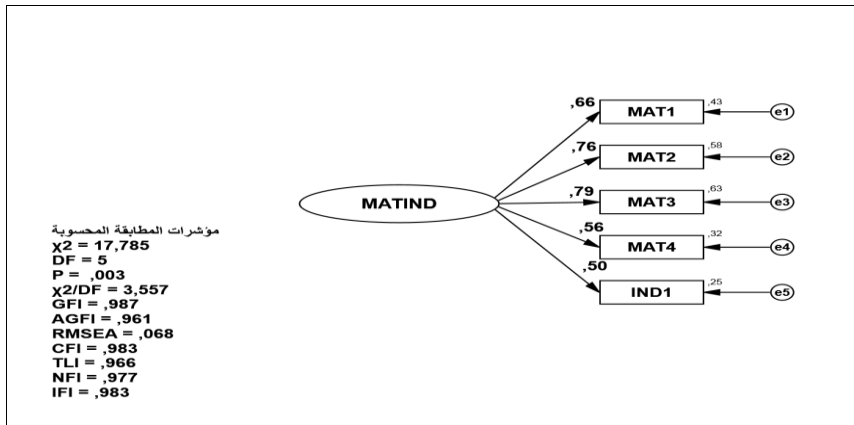 ,66
,43
MAT1
e1
,76
,58
MAT2
e2
MATIND
,79
,63
MAT3
e3
,56
,32
MAT4
e4
,50
,25
IND1
e5
مؤشرات المطابقة المحسوبة
χ2 = 17,785
DF = 5
P = ,003
χ2/DF = 3,557
GFI = ,987
AGFI = ,961
RMSEA = ,068
CFI = ,983
TLI = ,966
NFI = ,977
IFI = ,983